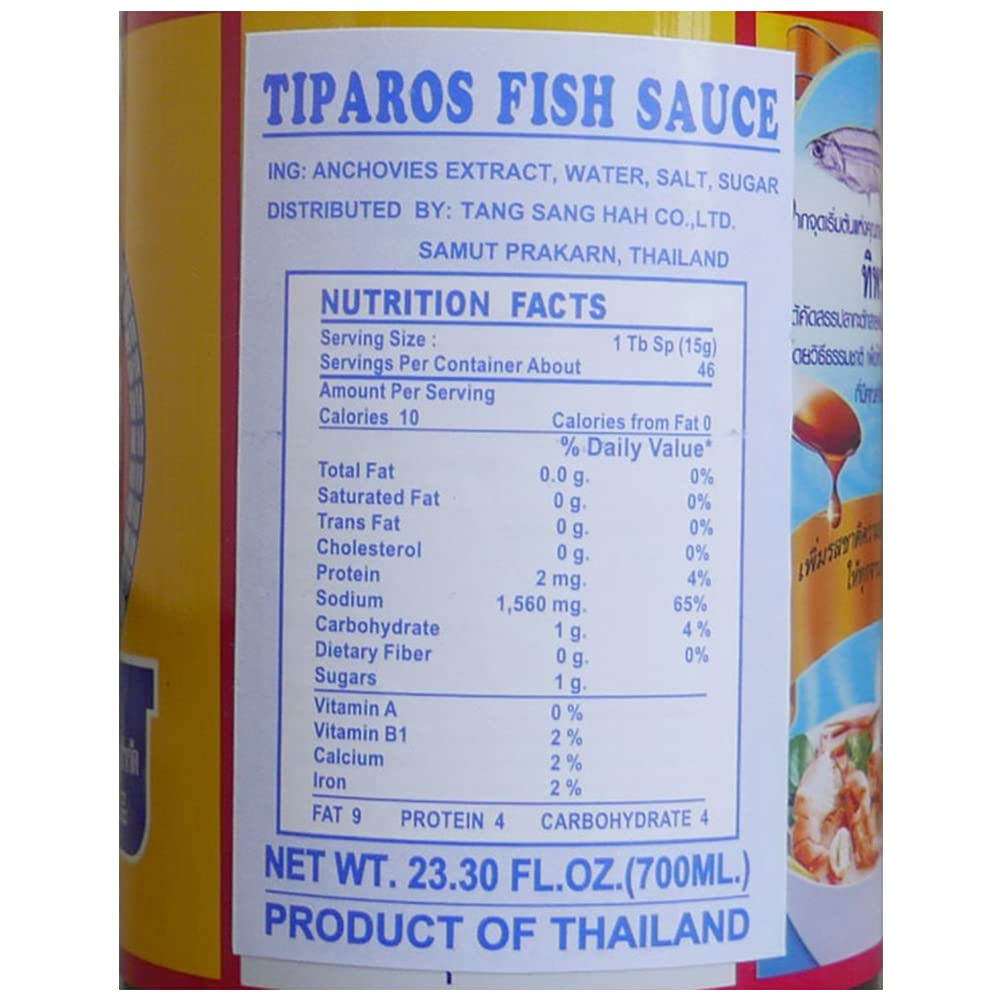 TIPAROS FISH SAUCE
ING: ANCHOVIES EXTRACT, WATER, SALT, SUGAR
DISTRIBUTED BY: TANG SANG HAH CO.,LTD.
SAMUT PRAKARN, THAILAND
NUTRITION FACTS
Serving Size : 1 Tb Sp (15g)
Servings Per Container About 46
Amount Per Serving
Calories 10 Calories from Fat 0
% Daily Value*
Total Fat 0.0 g. 0%
Saturated Fat 0 g. 0%
Trans Fat 0 g. 0%
Cholesterol 0 g. 0%
Protein 2 mg. 4%
Sodium 1,560 mg. 65%
Carbohydrate 1 g. 4 %
Dietary Fiber 0 g. 0%
Sugars 1 g.
Vitamin A 0 %
Vitamin B1 2 %
Calcium 2 %
Iron 2 %
FAT 9 PROTEIN 4 CARBOHYDRATE 4
NET WT. 23.30 FL.OZ.(700ML.)
PRODUCT OF THAILAND